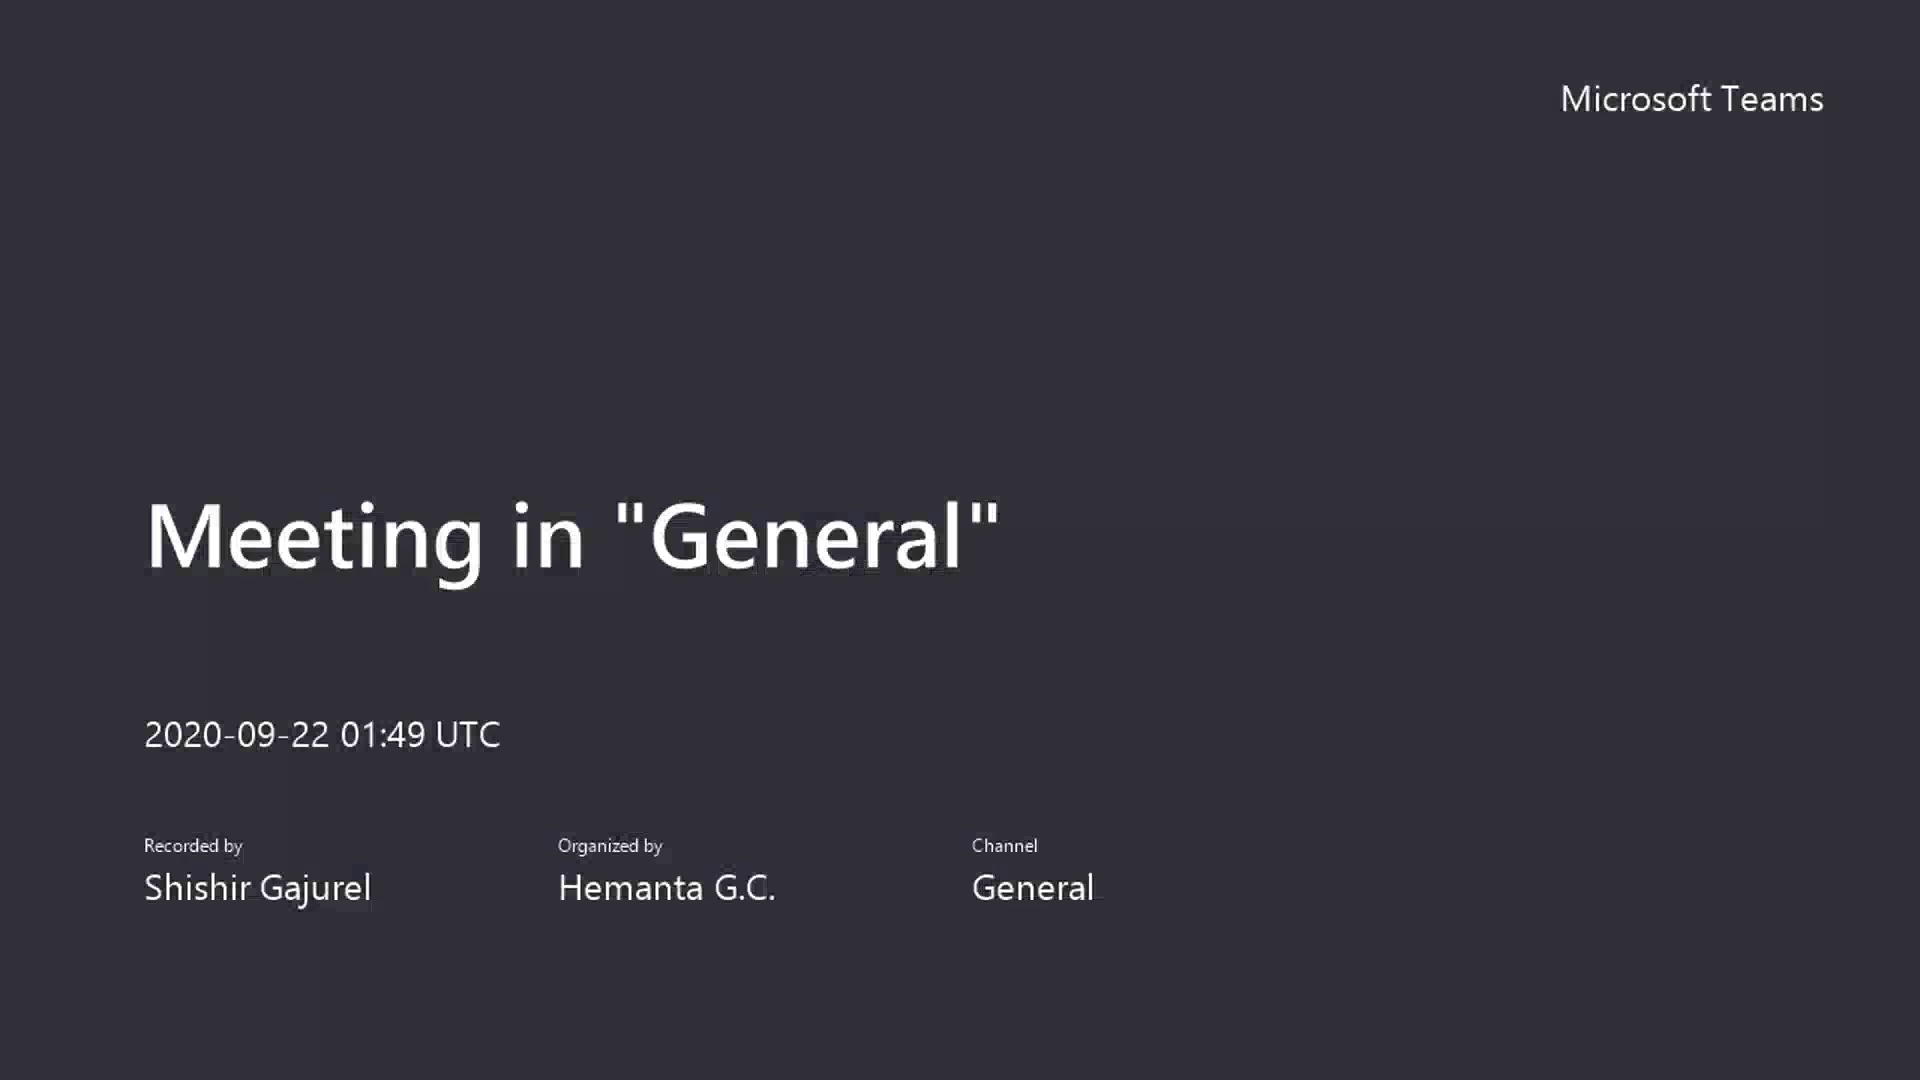 Microsoft Teams
Meeting in "General"
2020-09-22 01:49 UTC
Recorded by
Shishir Gajurel
Organized by
Hemanta G.C.
Channel
General